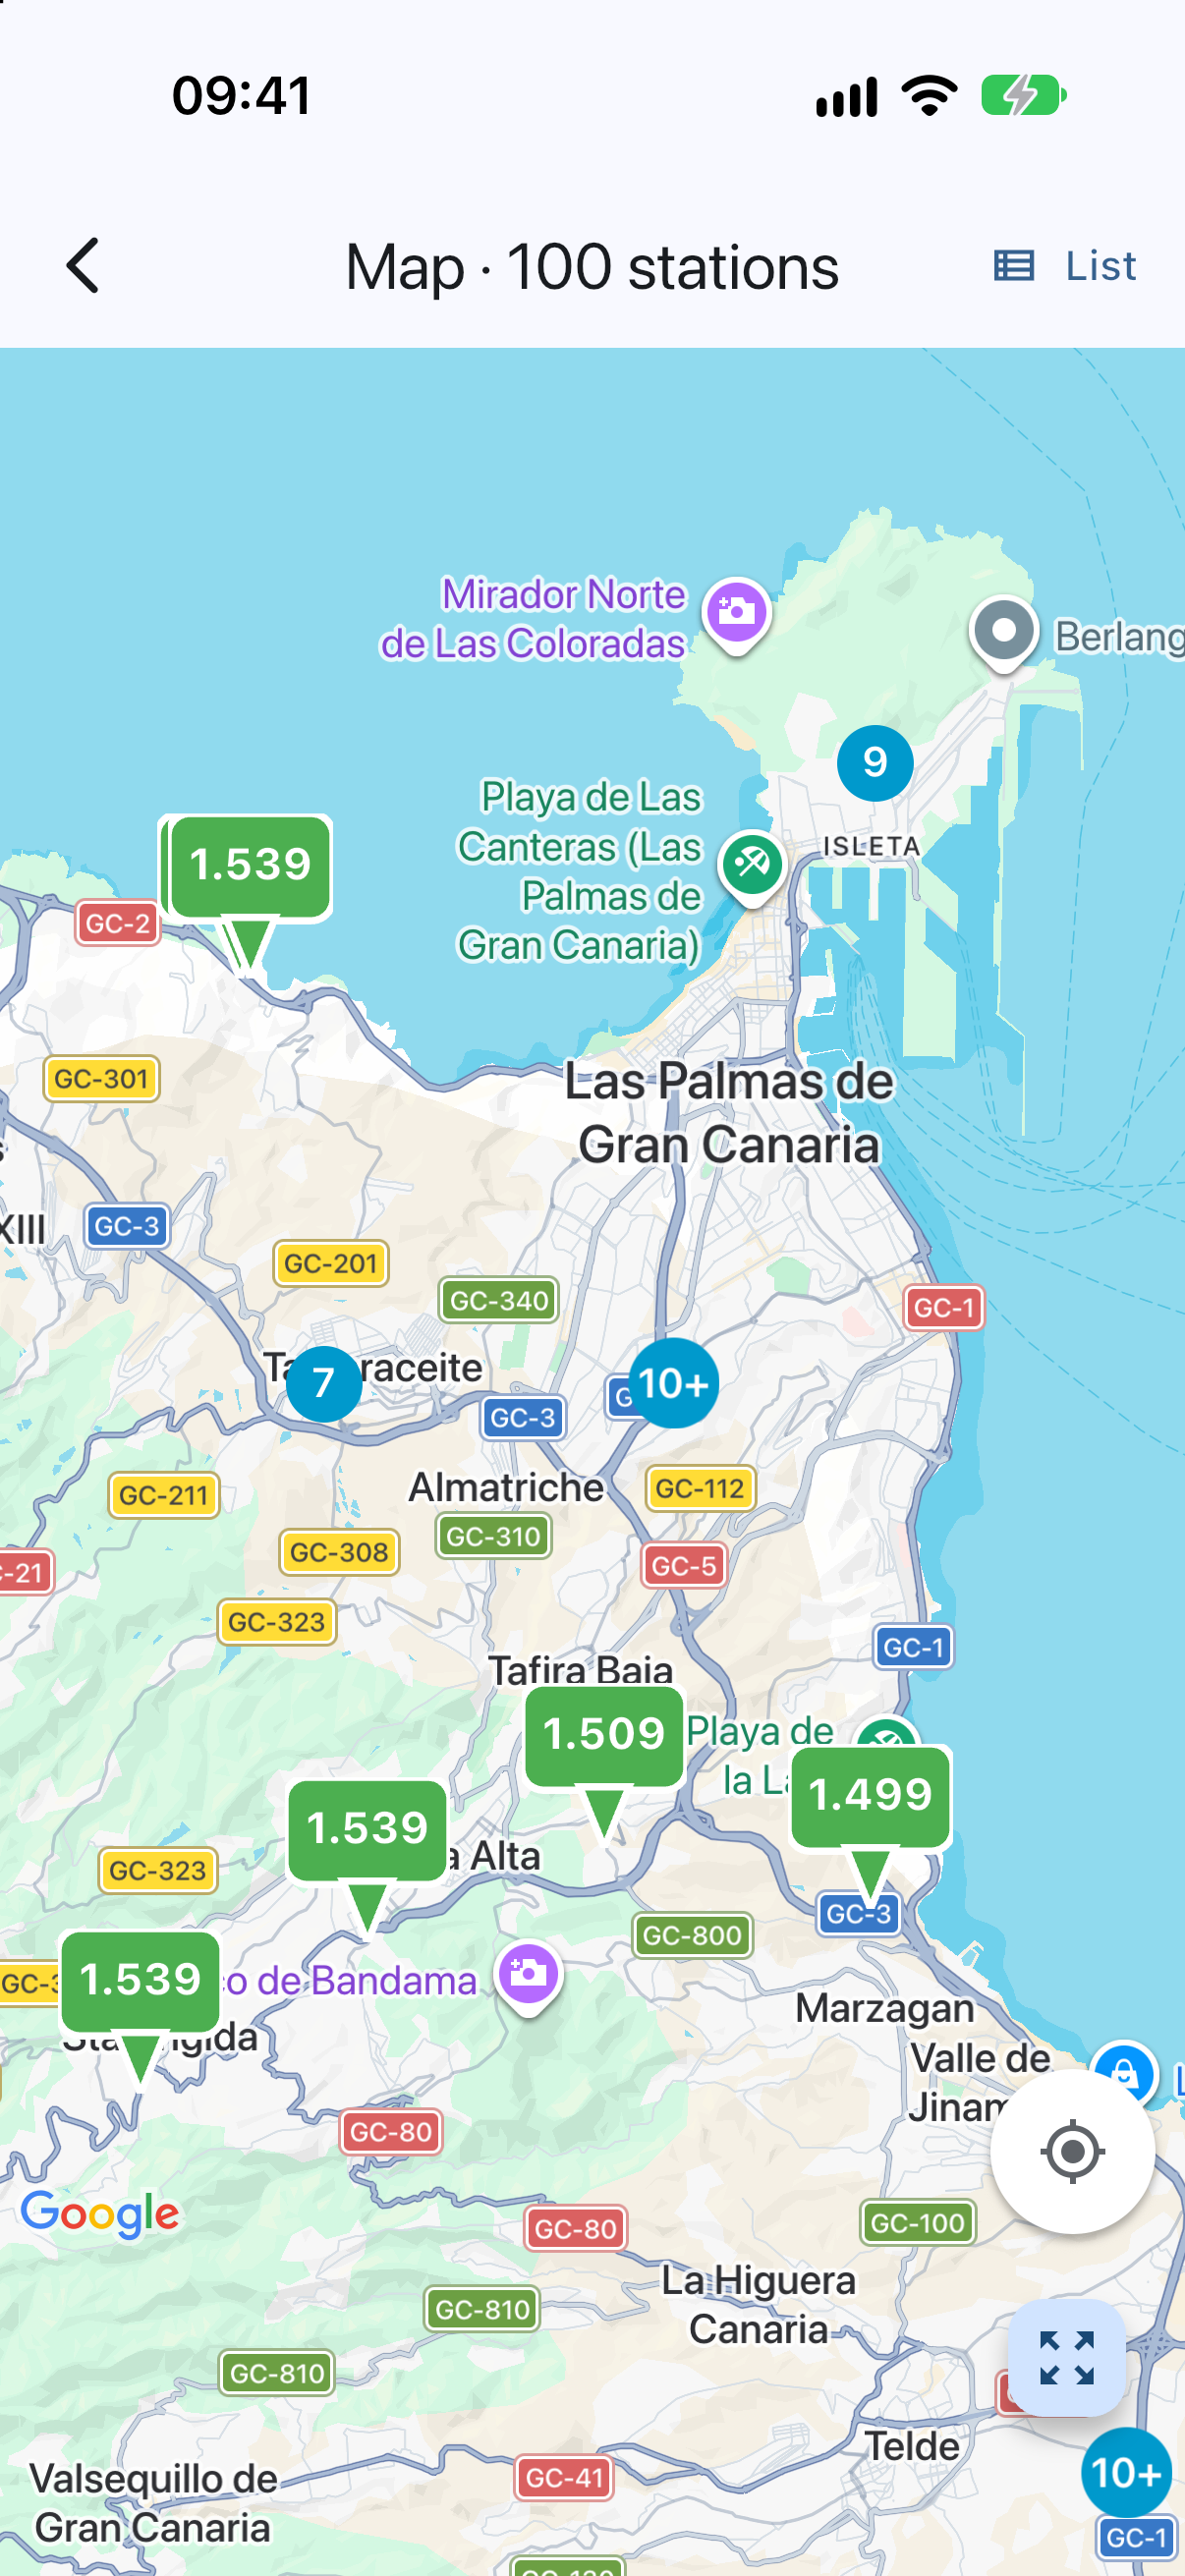 09:41
Map · 100 stations
List
Mirador Norte
de Las Coloradas
9
Playa de Las
Canteras (Las
Palmas de
Gran Canaria)
ISLETA
1.539
GC-2
GC-301
Las Palmas de
Gran Canaria
XIII
GC-3
GC-201
GC-340
GC-1
7
raceite
10+
GC-3
Almatriche
GC-112
GC-211
GC-310
GC-308
GC-5
GC-323
GC-1
Tafira Baja
1.509
Playa de
la
1.499
1.539
Alta
GC-323
GC-3
GC-800
1.539
de Bandama
Marzagan
Valle de
GC-80
Google
GC-80
GC-100
La Higuera
Canaria
GC-810
GC-810
Telde
GC-41
10+
Valsequillo de
Gran Canaria
GC-1